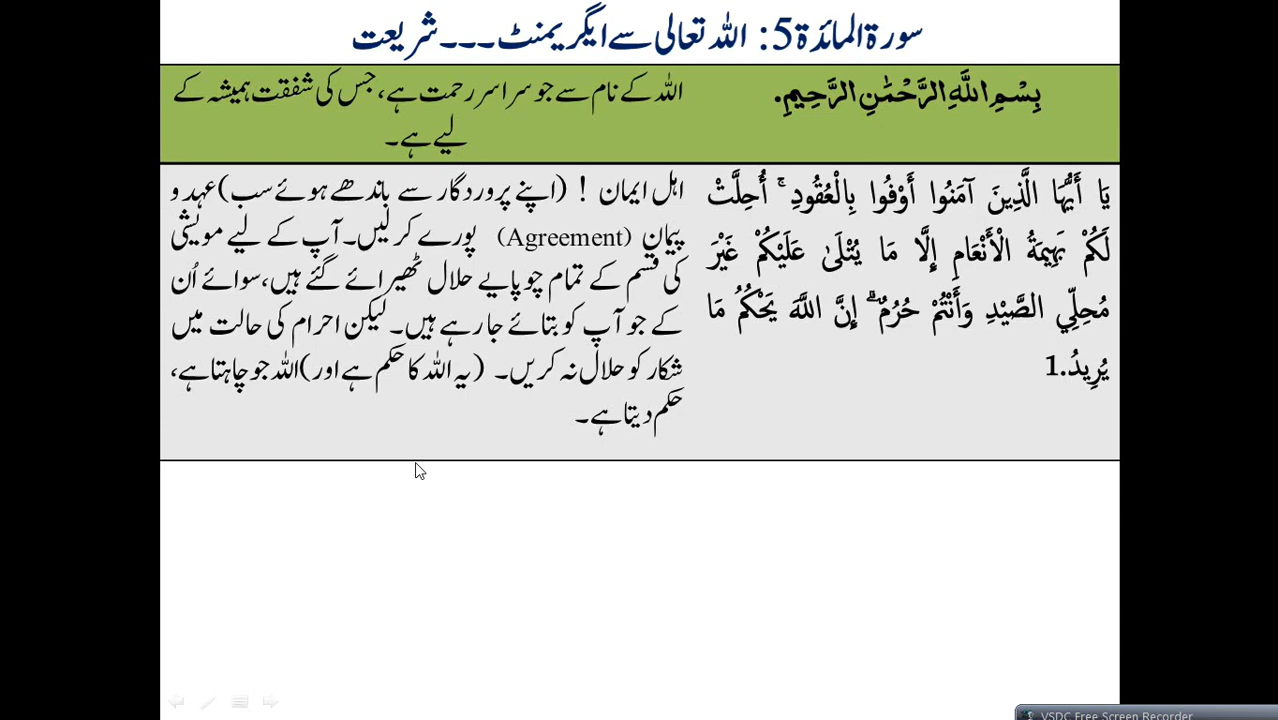 سورۃ المائدۃ 5: اللہ تعالی سے ایگریمنٹ۔۔۔ شریعت
بِسْمِ اللَّهِ الرَّحْمَٰنِ الرَّحِيمِ.
اللہ کے نام سے جو سراسر رحمت ہے، جس کی شفقت ہمیشہ کے
لیے ہے۔
يَا أَيُّهَا الَّذِينَ آمَنُوا أَوْفُوا بِالْعُقُودِ ۚ أُحِلَّتْ
لَكُمْ بَهِيمَةُ الْأَنْعَامِ إِلَّا مَا يُتْلَىٰ عَلَيْكُمْ غَيْرَ
مُحِلِّي الصَّيْدِ وَأَنْتُمْ حُرُمٌ ۗ إِنَّ اللَّهَ يَحْكُمُ مَا
يُرِيدُ.1
اہل ایمان ! (اپنے پروردگار سے باندھے ہوئے سب) عہد و
پیمان (Agreement) پورے کر لیں۔ آپ کے لیے مویشی
کی قسم کے تمام چوپایے حلال ٹھیرائے گئے ہیں، سوائے اُن
کے جو آپ کو بتائے جا رہے ہیں۔ لیکن احرام کی حالت میں
شکار کو حلال نہ کریں۔ (یہ اللہ کا حکم ہے اور) اللہ جو چاہتا ہے،
حکم دیتا ہے۔
VSDC Free Screen Recorder